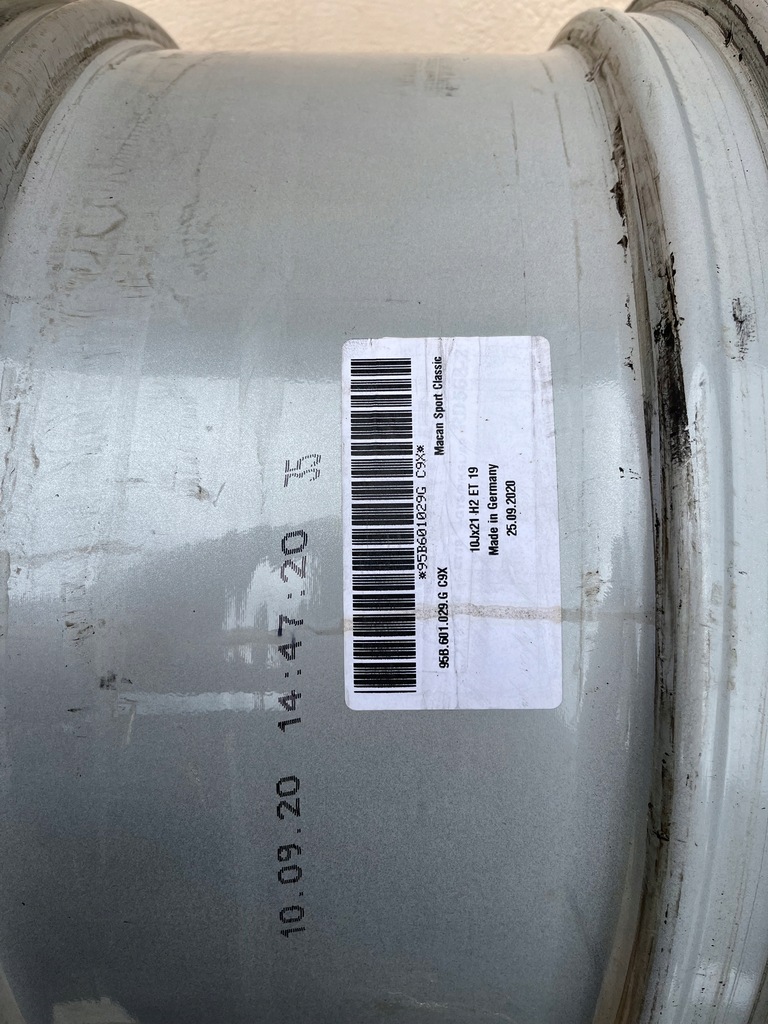 10.09.20 14:47:20 35
*95B601029G C9X*
95B.601.029.G C9X Macan Sport Classic
10Jx21 H2 ET 19
Made in Germany
25.09.2020